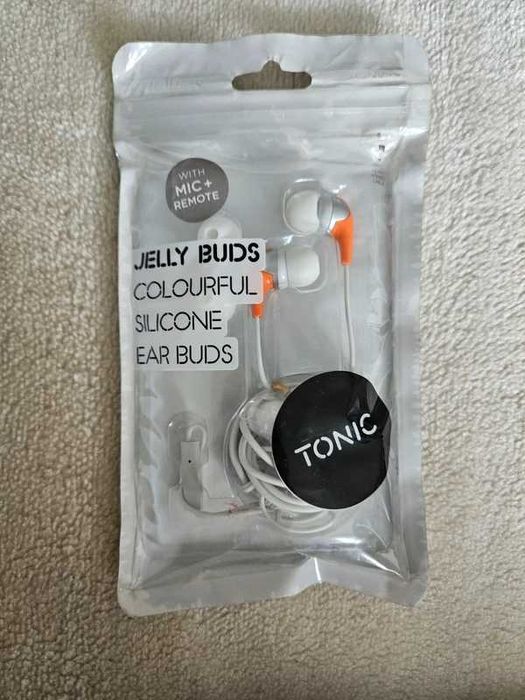 WITH
MIC +
REMOTE
JELLY BUDS
COLOURFUL
SILICONE
EAR BUDS
TONIC